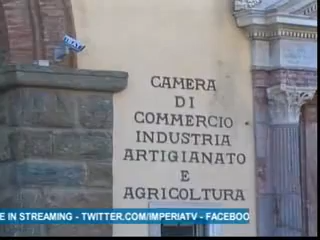 CAMERA
DI
COMMERCIO
INDUSTRIA
ARTIGIANATO
E
AGRICOLTURA
E IN STREAMING - TWITTER.COM/IMPERIATV - FACEBOO